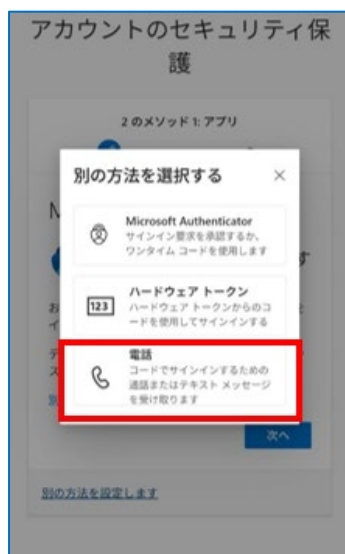 アカウントのセキュリティ保
護
2 のメソッド 1: アプリ
別の方法を選択する
Microsoft Authenticator
サインイン要求を承認するか、
ワンタイム コードを使用します
123
ハードウェア トークン
ハードウェア トークンからのコ
ードを使用してサインインする
電話
コードでサインインするための
通話またはテキスト メッセージ
を受け取ります
次へ
別の方法を設定します